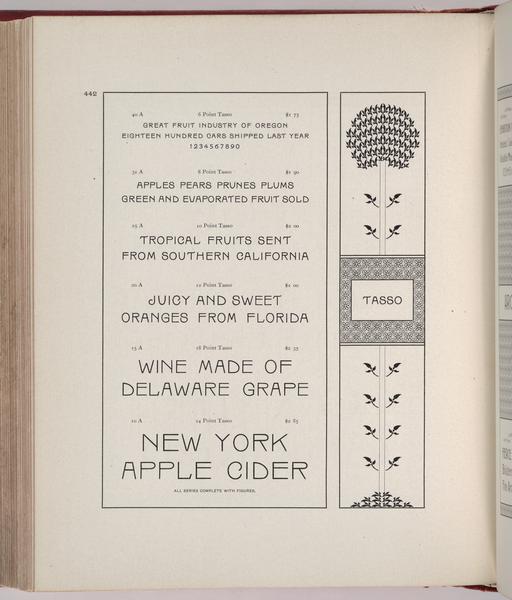 442
40 A 6 Point Tasso $1 75
GREAT FRUIT INDUSTRY OF OREGON
EIGHTEEN HUNDRED CARS SHIPPED LAST YEAR
1234567890
32 A 8 Point Tasso $1 90
APPLES PEARS PRUNES PLUMS
GREEN AND EVAPORATED FRUIT SOLD
25 A 10 Point Tasso $2 00
TROPICAL FRUITS SENT
FROM SOUTHERN CALIFORNIA
20 A 12 Point Tasso
JUICY AND SWEET
ORANGES FROM FLORIDA
15 A 18 Point Tasso
WINE MADE OF
DELAWARE GRAPE
10 A 24 Point Tasso $2 85
NEW YORK
APPLE CIDER
ALL SERIES COMPLETE WITH FIGURES.
TASSO